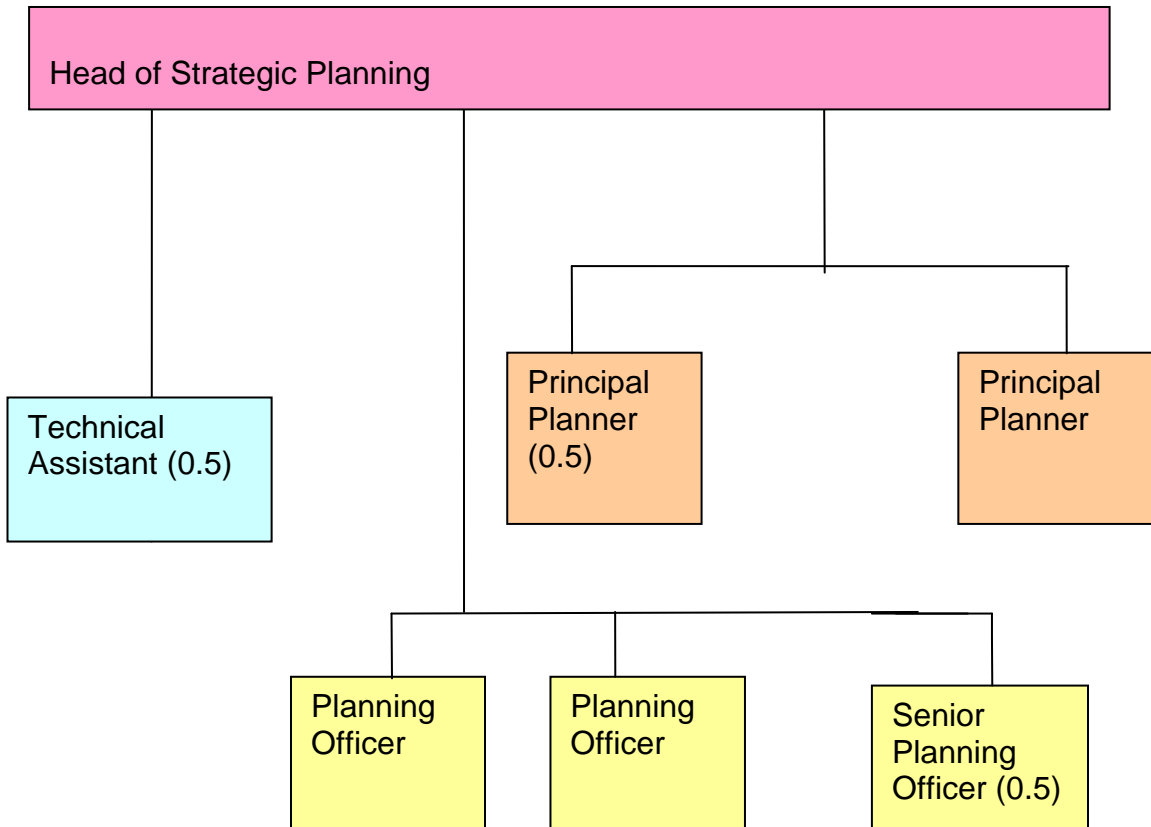 Head of Strategic Planning
Technical
Assistant (0.5)
Principal
Planner
(0.5)
Principal
Planner
Planning
Officer
Planning
Officer
Senior
Planning
Officer (0.5)